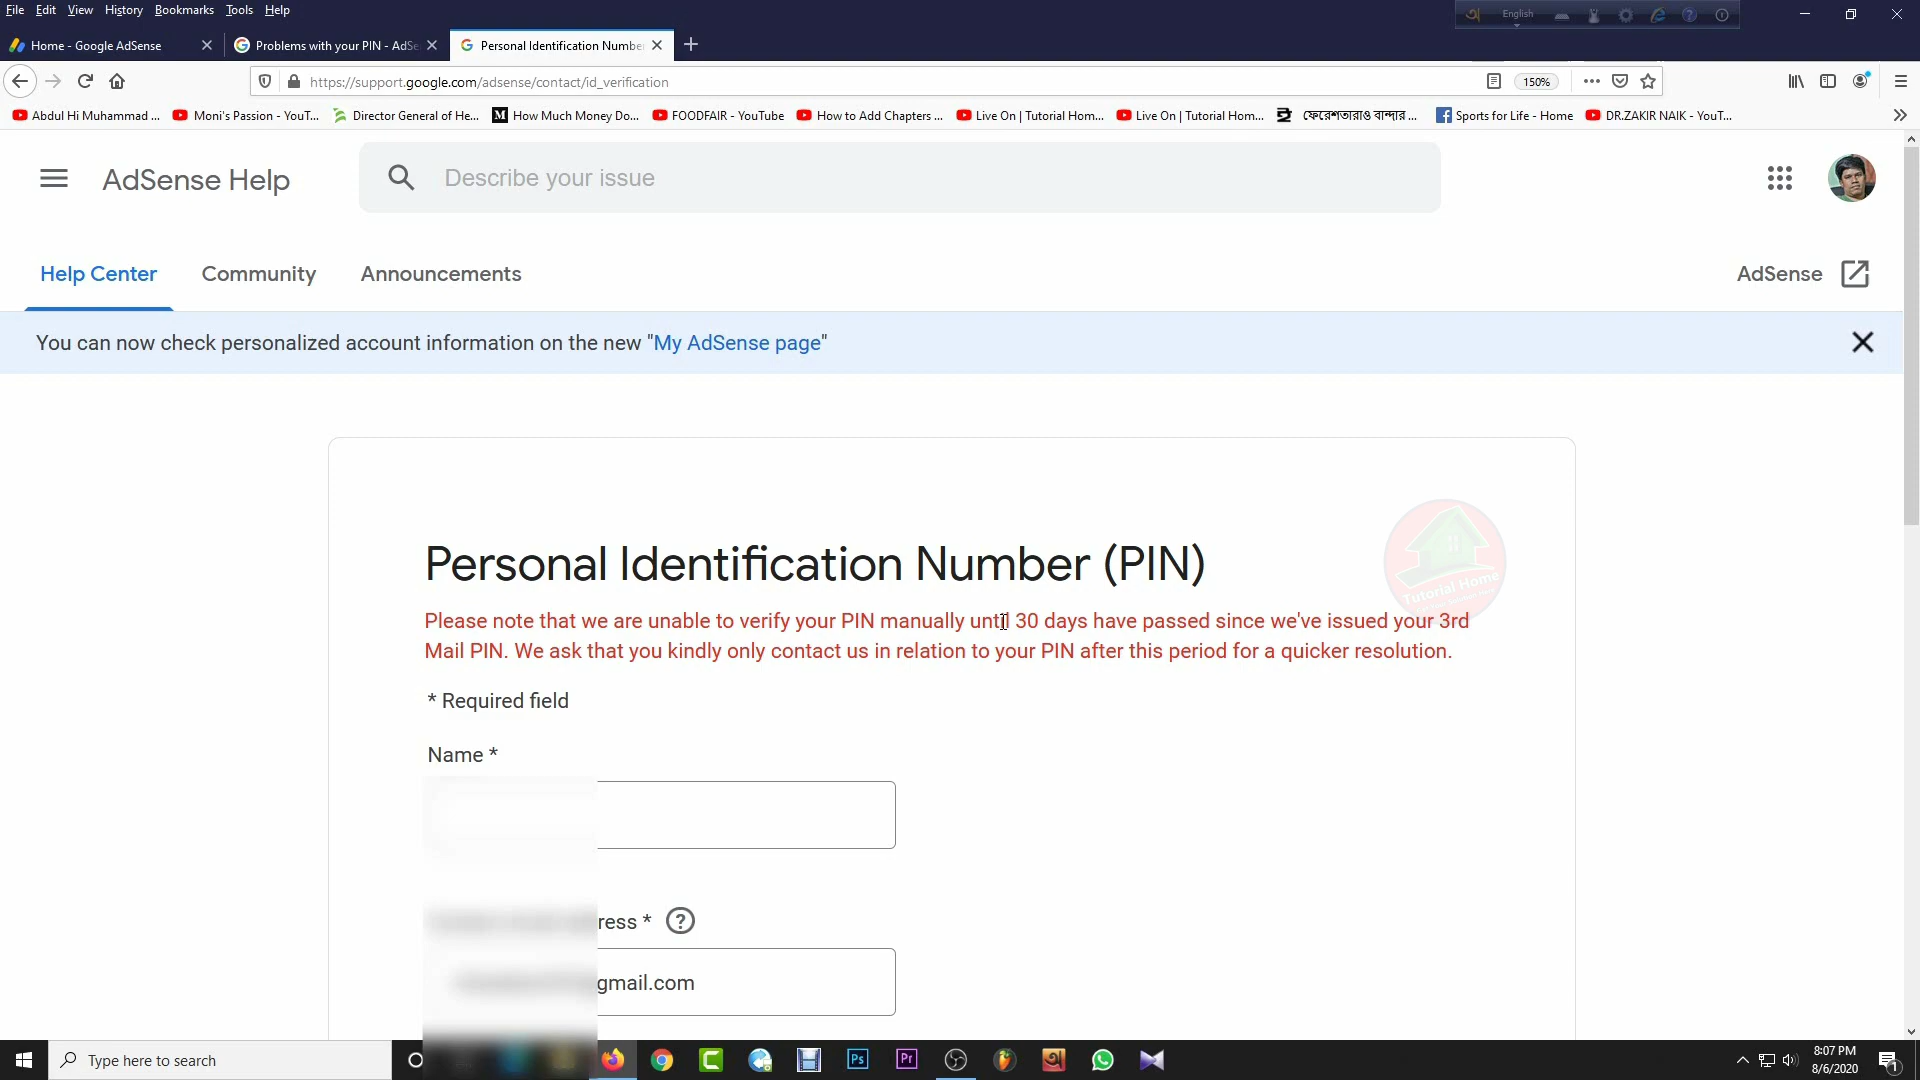 File Edit View History Bookmarks Tools Help
English
Home - Google AdSense
Problems with your PIN - AdSe
Personal Identification Numbe
https://support.google.com/adsense/contact/id_verification
150%
Abdul Hi Muhammad ...
Moni's Passion - YouT...
Director General of He...
How Much Money Do...
FOODFAIR - YouTube
How to Add Chapters ...
Live On | Tutorial Hom...
Live On | Tutorial Hom...
ফেরেশতারাও বান্দার ...
Sports for Life - Home
DR.ZAKIR NAIK - YouT...
AdSense Help
Describe your issue
Help Center
Community
Announcements
AdSense
You can now check personalized account information on the new "My AdSense page"
Personal Identification Number (PIN)
Tutorial Home
Please note that we are unable to verify your PIN manually until 30 days have passed since we've issued your 3rd
Mail PIN. We ask that you kindly only contact us in relation to your PIN after this period for a quicker resolution.
* Required field
Name *
ress *
gmail.com
Type here to search
Ps
Pr
8:07 PM
8/6/2020
1